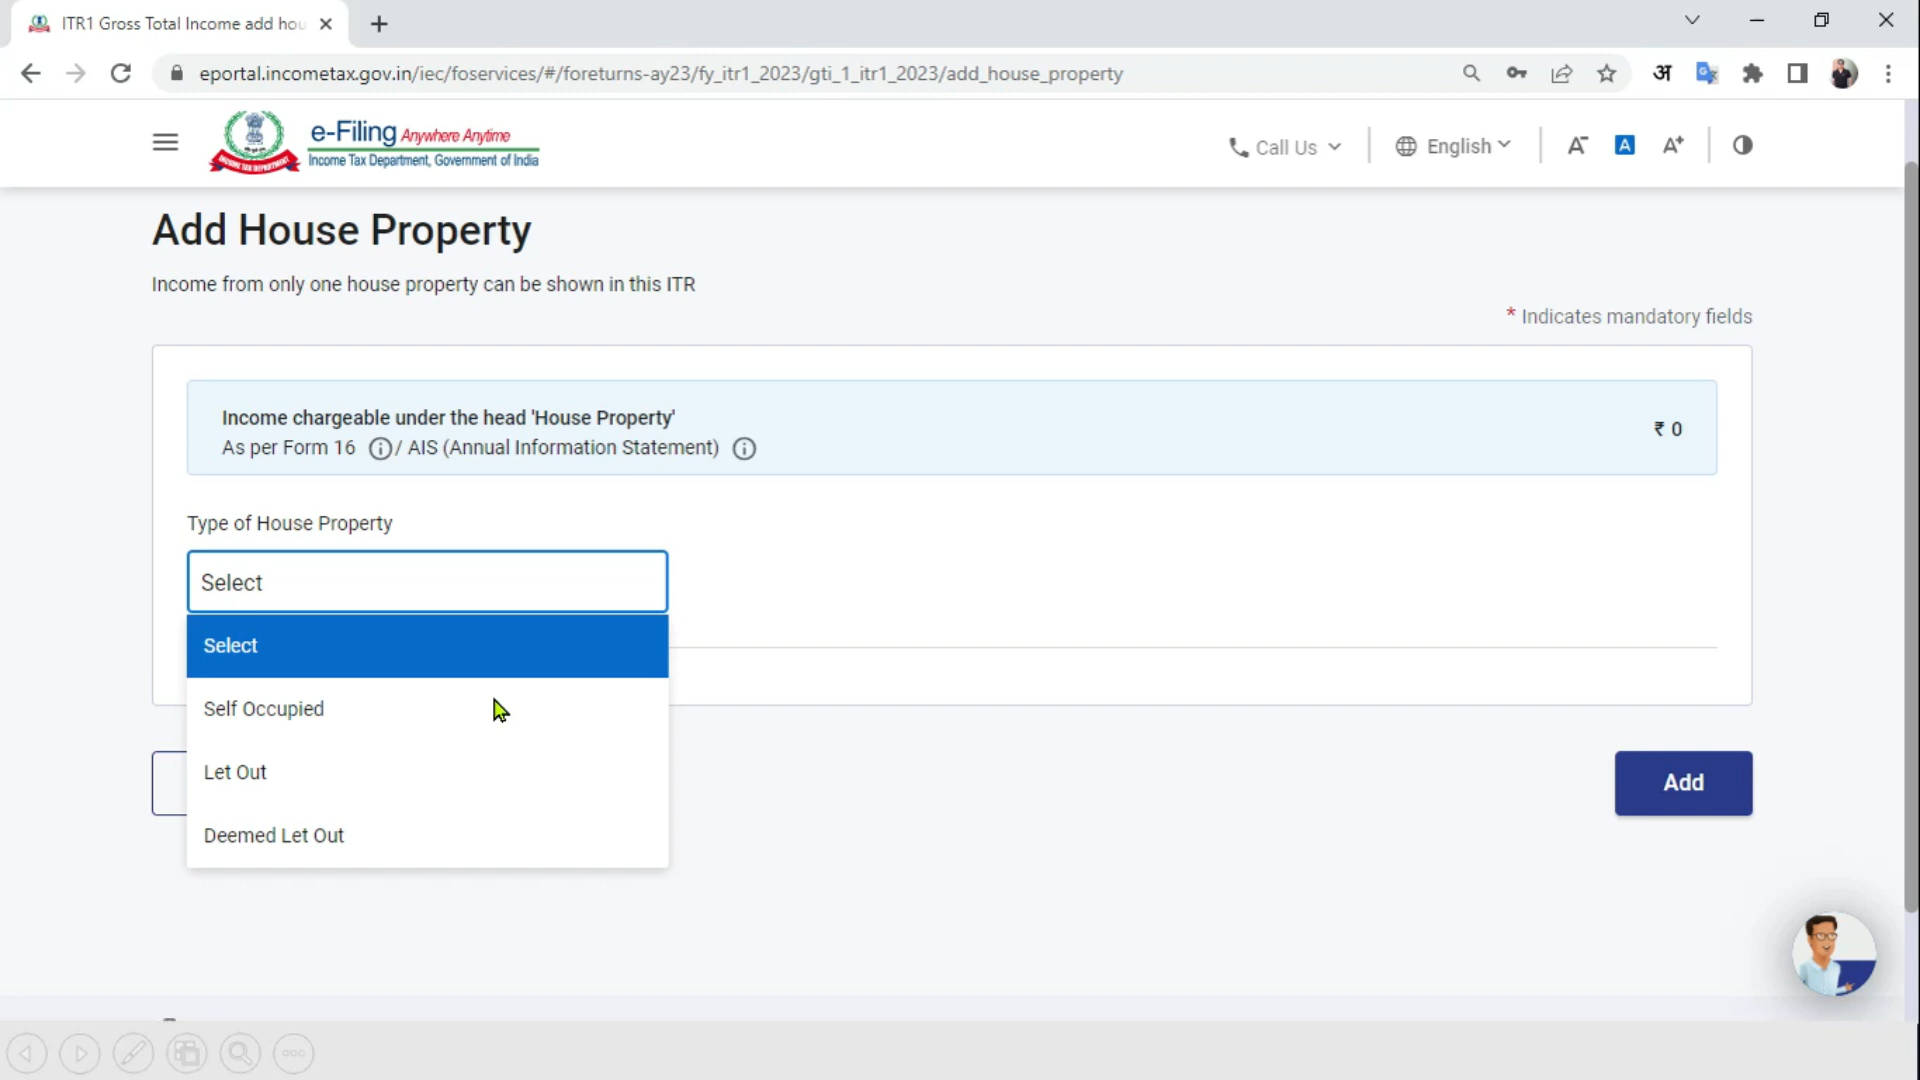 ITR1 Gross Total Income add hou
eportal.incometax.gov.in/iec/foservices/#/foreturns-ay23/fy_itr1_2023/gti_1_itr1_2023/add_house_property
अ
e-Filing Anywhere Anytime
Income Tax Department, Government of India
INCOME TAX DEPARTMENT
Call Us
English
A-
A
A+
Add House Property
Income from only one house property can be shown in this ITR
* Indicates mandatory fields
Income chargeable under the head 'House Property'
₹ 0
As per Form 16 / AIS (Annual Information Statement)
Type of House Property
Select
Select
Self Occupied
Let Out
Deemed Let Out
Add